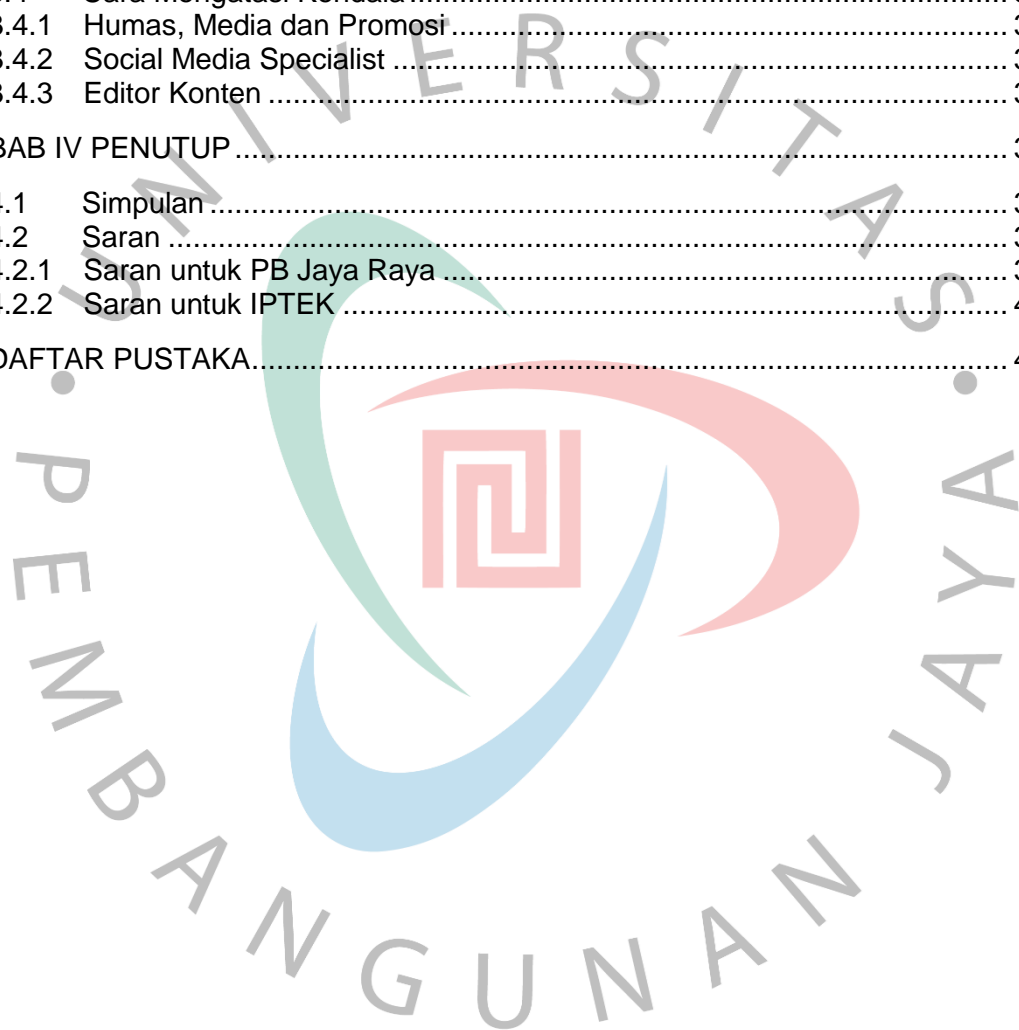 3.4.1 Humas, Media dan Promosi
3.4.2 Social Media Specialist
3.4.3 Editor Konten
BAB IV PENUTUP
4.1 Simpulan
4.2 Saran
4.2.1 Saran untuk PB Jaya Raya
4.2.2 Saran untuk IPTEK
DAFTAR PUSTAKA
UNIVERSITAS PEMBANGUNAN JAYA